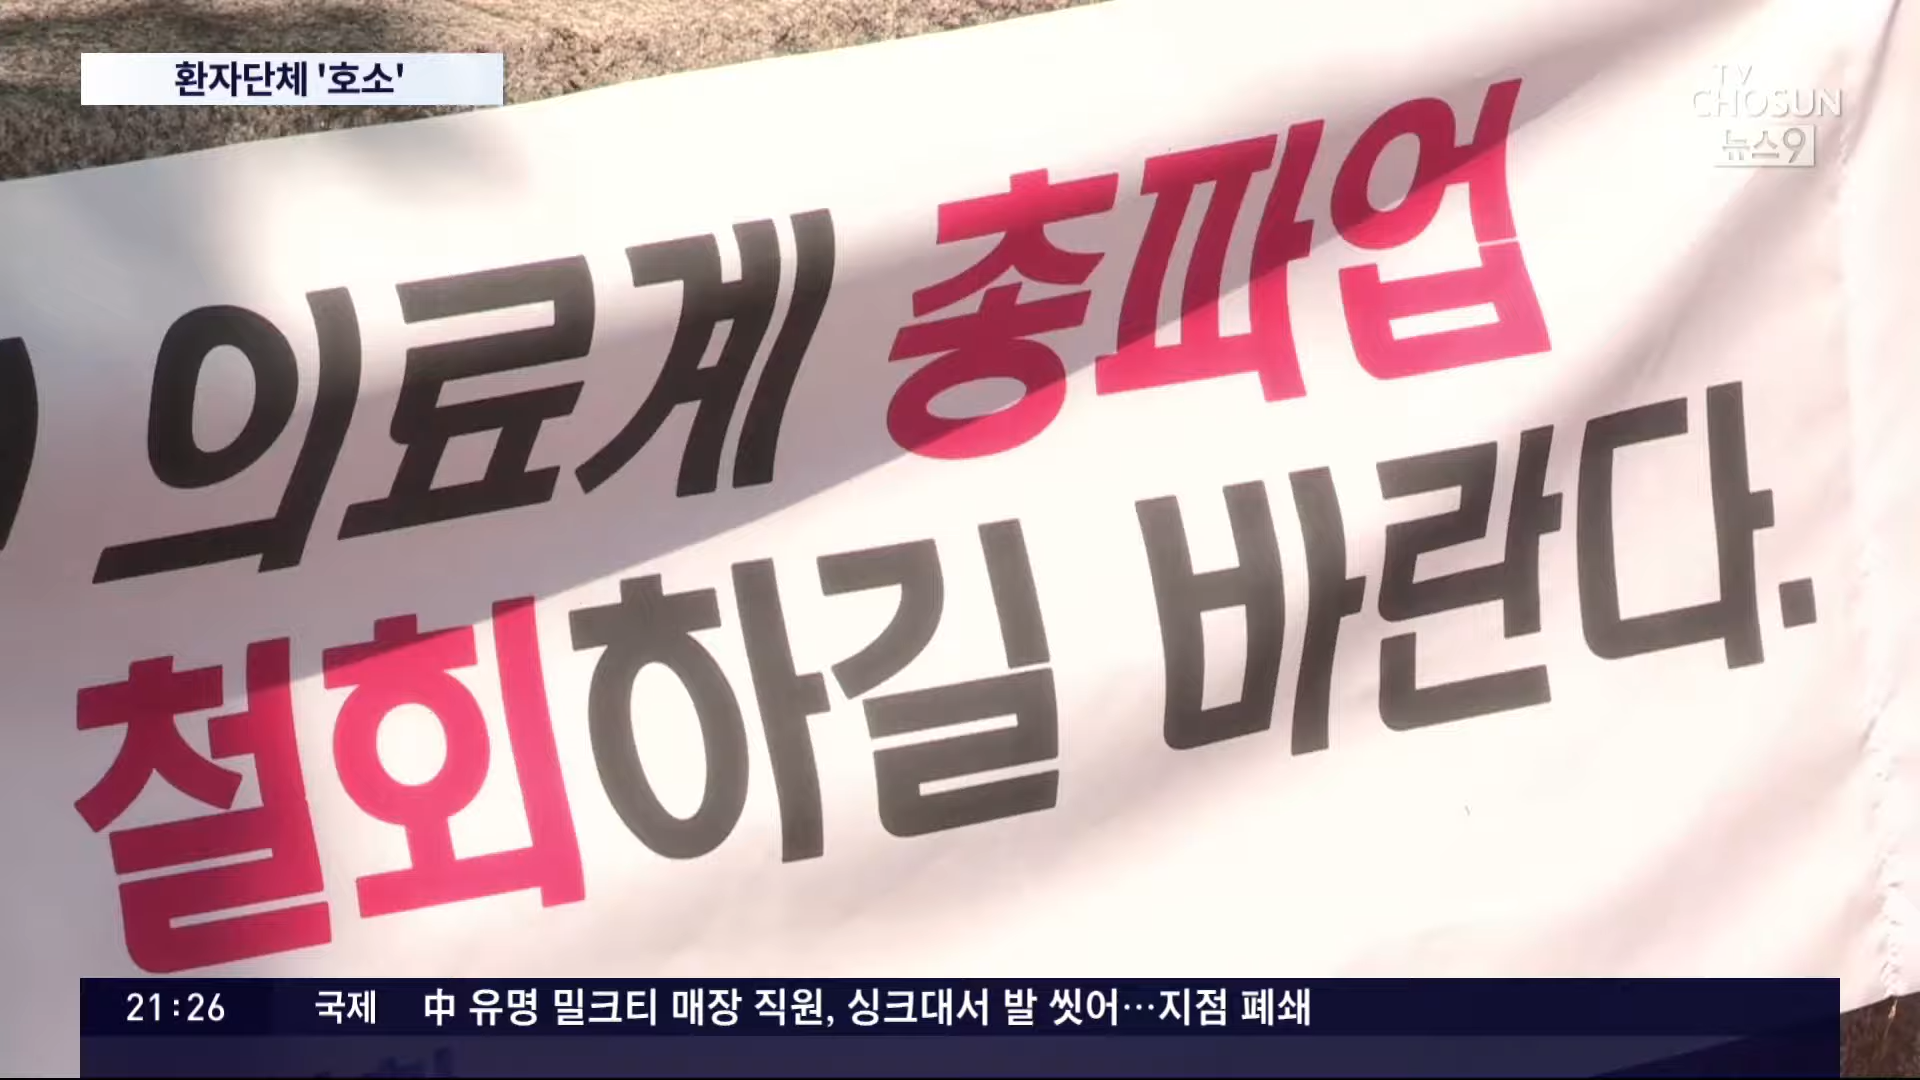 환자단체 '호소'
TV
CHOSUN
뉴스9
의료계 총파업
철회하길 바란다.
21:26 국제 中 유명 밀크티 매장 직원, 싱크대서 발 씻어…지점 폐쇄